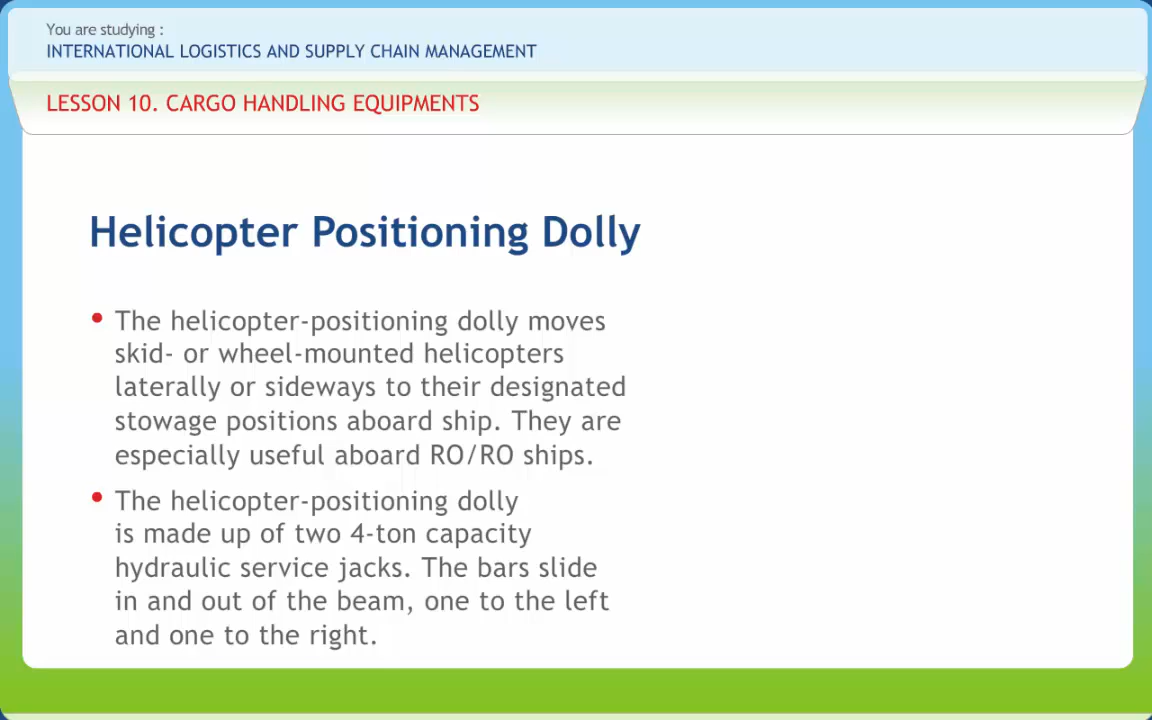 You are studying :
INTERNATIONAL LOGISTICS AND SUPPLY CHAIN MANAGEMENT
LESSON 10. CARGO HANDLING EQUIPMENTS
Helicopter Positioning Dolly
• The helicopter-positioning dolly moves
skid- or wheel-mounted helicopters
laterally or sideways to their designated
stowage positions aboard ship. They are
especially useful aboard RO/RO ships.
• The helicopter-positioning dolly
is made up of two 4-ton capacity
hydraulic service jacks. The bars slide
in and out of the beam, one to the left
and one to the right.